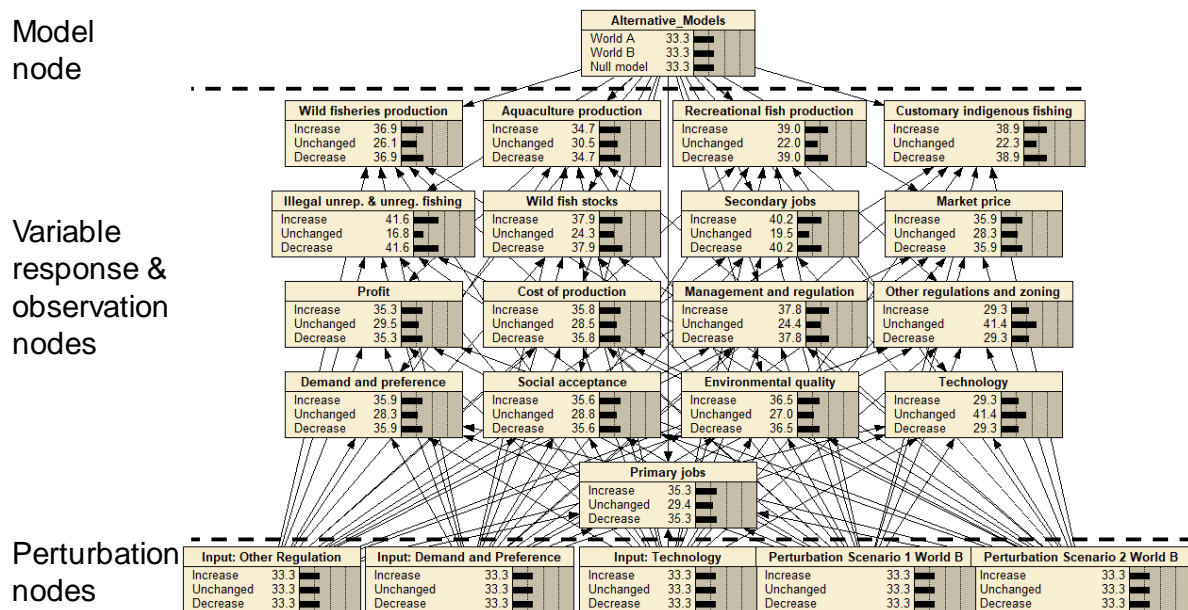 Model
node
Alternative_Models
World A 33.3
World B 33.3
Null model 33.3
Variable
response &
observation
nodes
Wild fisheries production
Increase 36.9
Unchanged 26.1
Decrease 36.9
Aquaculture production
Increase 34.7
Unchanged 30.5
Decrease 34.7
Recreational fish production
Increase 39.0
Unchanged 22.0
Decrease 39.0
Customary indigenous fishing
Increase 38.9
Unchanged 22.3
Decrease 38.9
Illegal unrep. & unreg. fishing
Increase 41.6
Unchanged 16.8
Decrease 41.6
Wild fish stocks
Increase 37.9
Unchanged 24.3
Decrease 37.9
Secondary jobs
Increase 40.2
Unchanged 19.5
Decrease 40.2
Market price
Increase 35.9
Unchanged 28.3
Decrease 35.9
Profit
Increase 35.3
Unchanged 29.5
Decrease 35.3
Cost of production
Increase 35.8
Unchanged 28.5
Decrease 35.8
Management and regulation
Increase 37.8
Unchanged 24.4
Decrease 37.8
Other regulations and zoning
Increase 29.3
Unchanged 41.4
Decrease 29.3
Demand and preference
Increase 35.9
Unchanged 28.3
Decrease 35.9
Social acceptance
Increase 35.6
Unchanged 28.8
Decrease 35.6
Environmental quality
Increase 36.5
Unchanged 27.0
Decrease 36.5
Technology
Increase 29.3
Unchanged 41.4
Decrease 29.3
Primary jobs
Increase 35.3
Unchanged 29.4
Decrease 35.3
Perturbation
nodes
Input: Other Regulation
Increase 33.3
Unchanged 33.3
Decrease 33.3
Input: Demand and Preference
Increase 33.3
Unchanged 33.3
Decrease 33.3
Input: Technology
Increase 33.3
Unchanged 33.3
Decrease 33.3
Perturbation Scenario 1 World B
Increase 33.3
Unchanged 33.3
Decrease 33.3
Perturbation Scenario 2 World B
Increase 33.3
Unchanged 33.3
Decrease 33.3